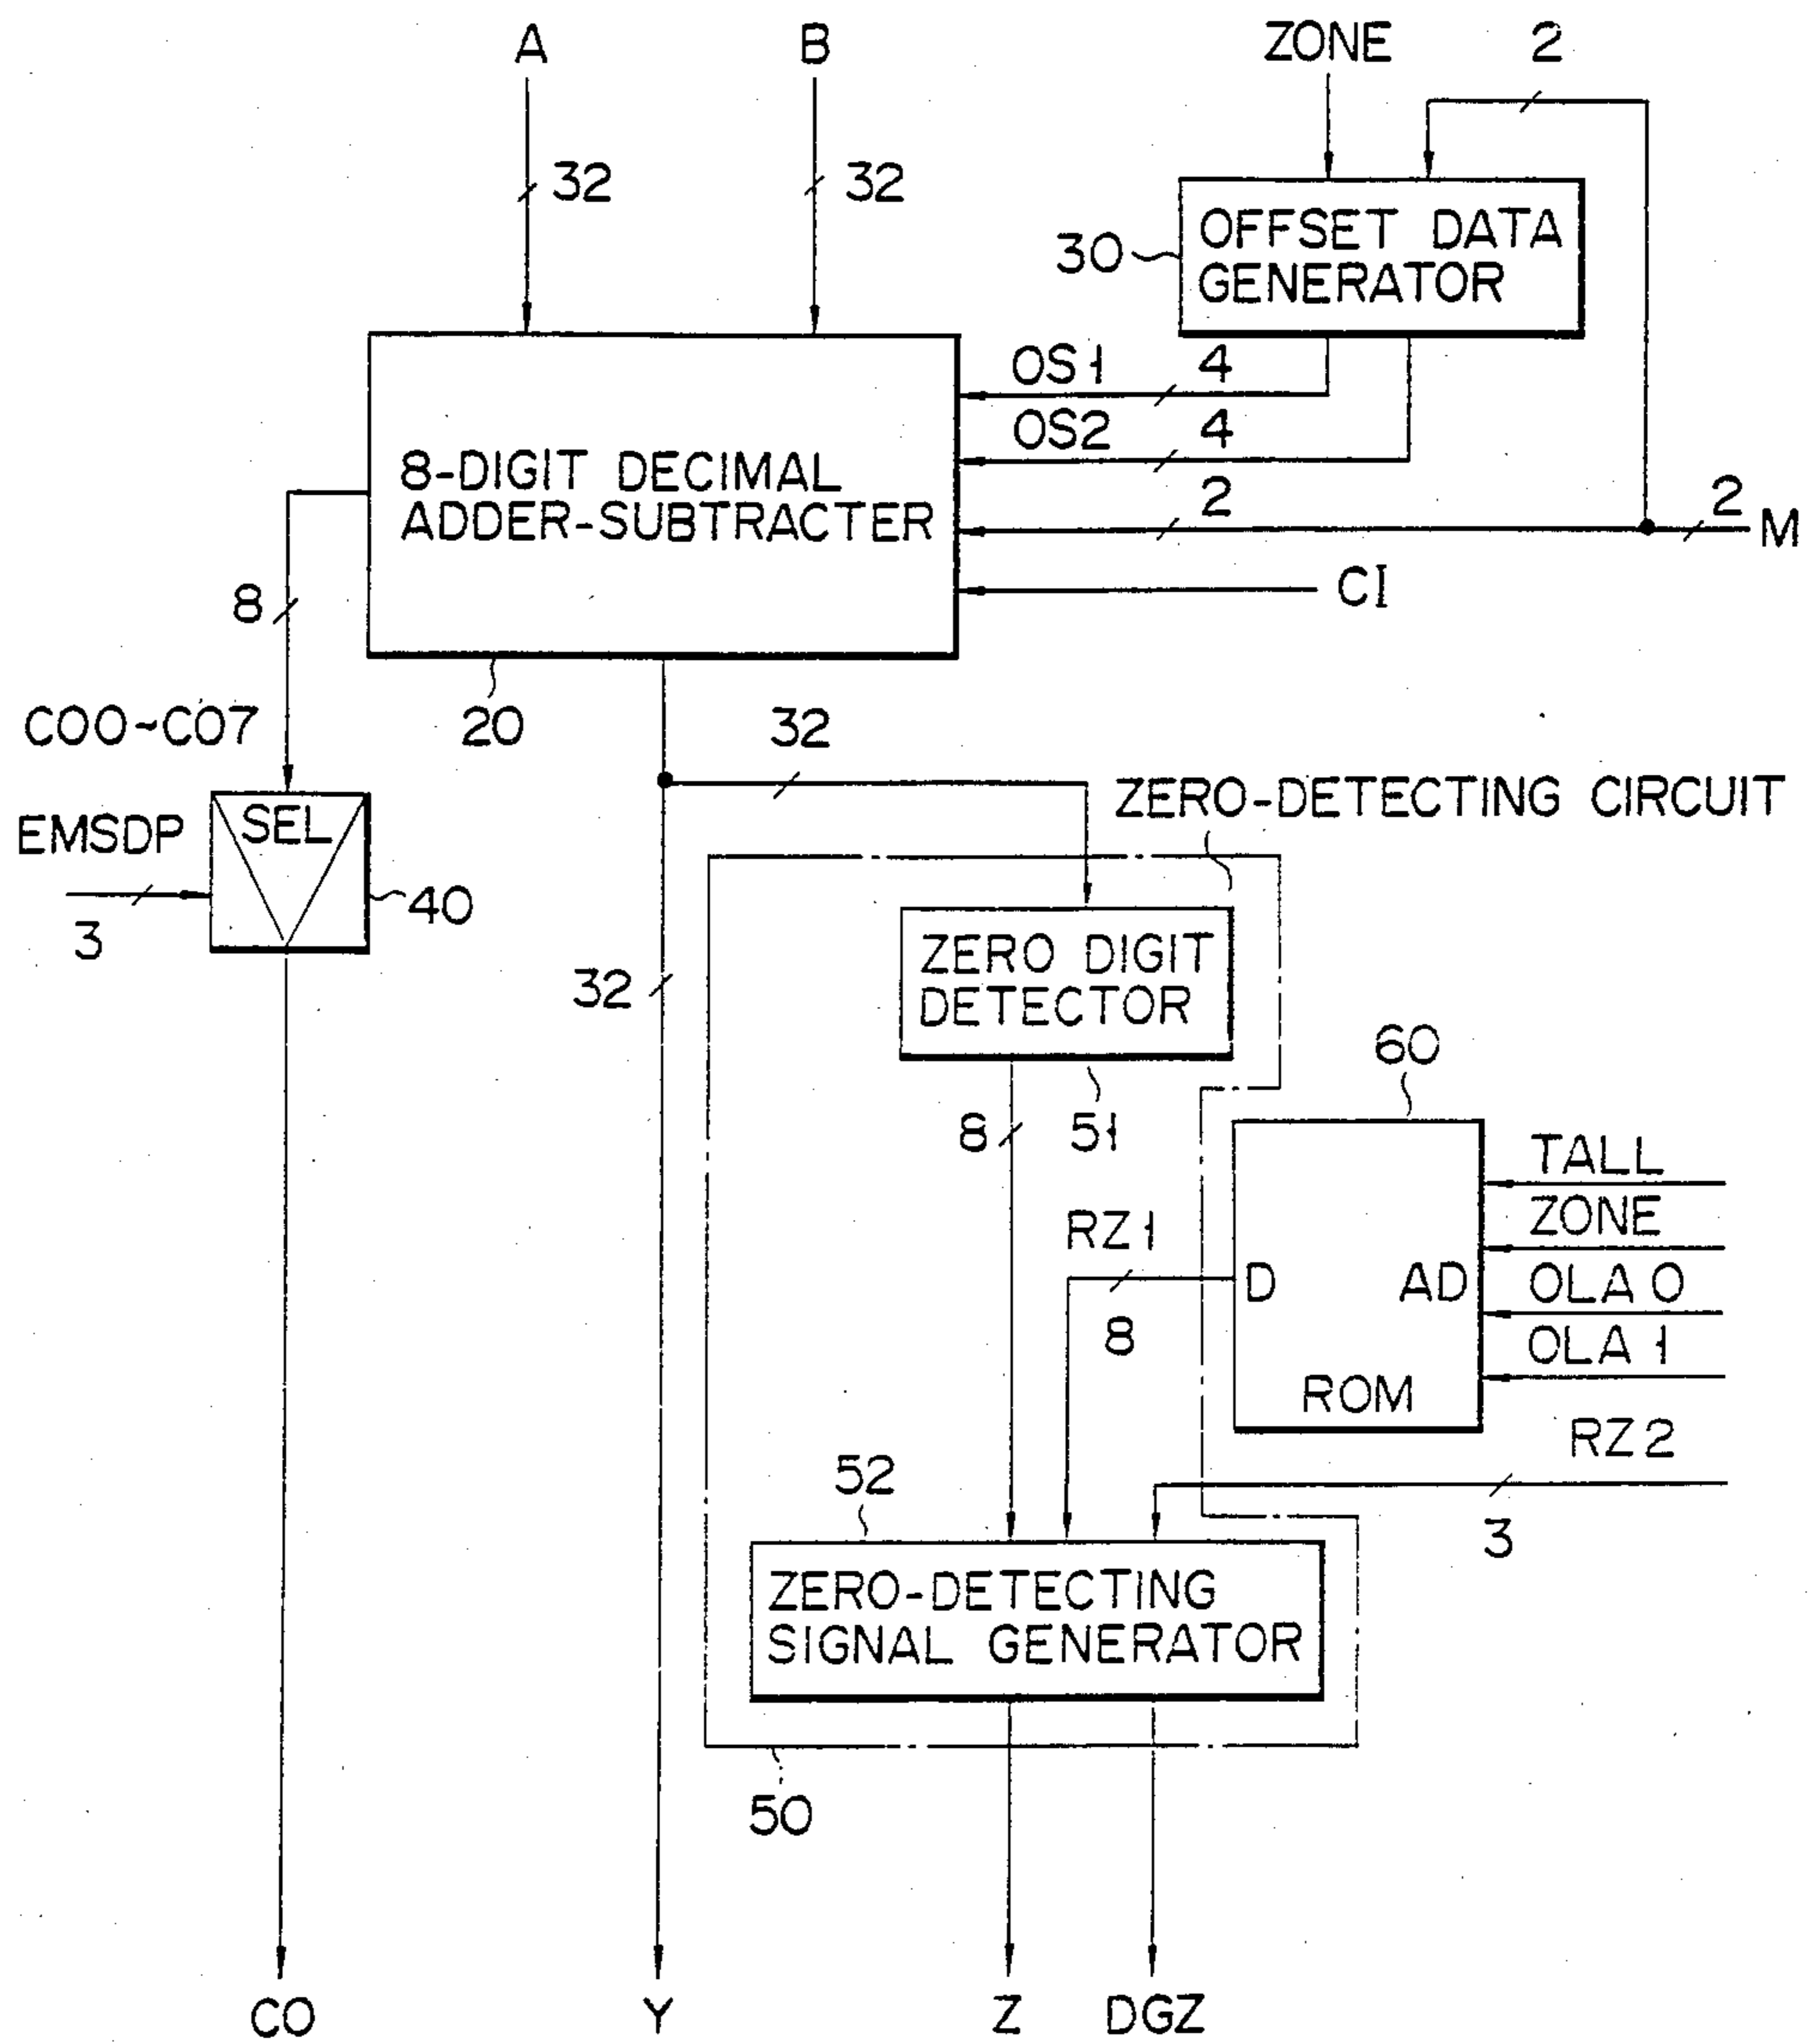 A
B
ZONE
2
32
32
30
OFFSET DATA
GENERATOR
OS1
4
OS2
4
8-DIGIT DECIMAL
ADDER-SUBTRACTER
2
2
M
CI
8
CO0~CO7
20
32
ZERO-DETECTING CIRCUIT
EMSDP
SEL
40
3
32
ZERO DIGIT
DETECTOR
60
8
51
TALL
RZ1
ZONE
D
AD
OLA 0
8
OLA 1
ROM
RZ2
52
3
ZERO-DETECTING
SIGNAL GENERATOR
50
CO
Y
Z
DGZ